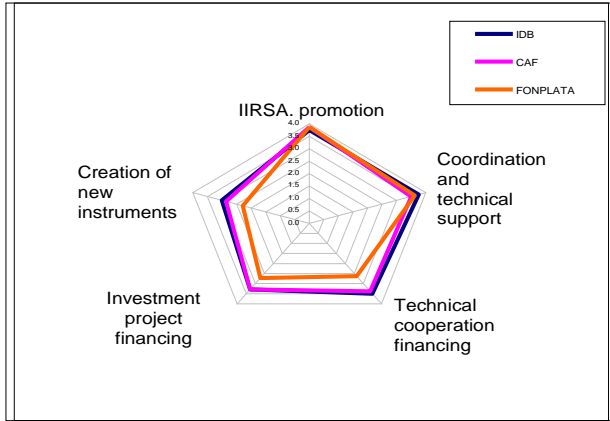 IDB
CAF
FONPLATA
IIRSA. promotion
4.0
3.5
3.0
2.5
2.0
1.5
1.0
0.5
0.0
Coordination
and
technical
support
Technical
cooperation
financing
Investment
project
financing
Creation of
new
instruments